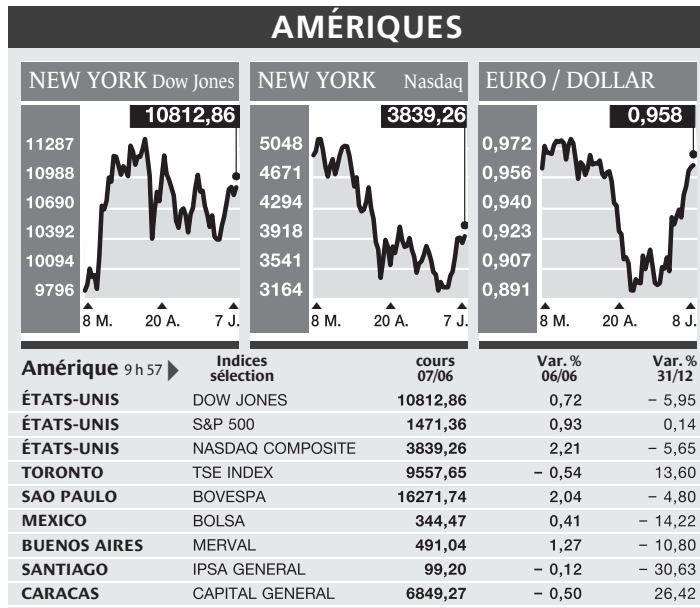 AMÉRIQUES
NEW YORK Dow Jones
10812,86
11287
10988
10690
10392
10094
9796
8 M. 20 A. 7 J.
NEW YORK Nasdaq
3839,26
5048
4671
4294
3918
3541
3164
8 M. 20 A. 7 J.
EURO / DOLLAR
0,958
0,972
0,956
0,940
0,923
0,907
0,891
8 M. 20 A. 8 J.
Amérique 9 h 57 Indices sélection cours 07/06 Var. % 06/06 Var. % 31/12
ÉTATS-UNIS DOW JONES 10812,86 0,72 – 5,95
ÉTATS-UNIS S&P 500 1471,36 0,93 0,14
ÉTATS-UNIS NASDAQ COMPOSITE 3839,26 2,21 – 5,65
TORONTO TSE INDEX 9557,65 – 0,54 13,60
SAO PAULO BOVESPA 16271,74 2,04 – 4,80
MEXICO BOLSA 344,47 0,41 – 14,22
BUENOS AIRES MERVAL 491,04 1,27 – 10,80
SANTIAGO IPSA GENERAL 99,20 – 0,12 – 30,63
CARACAS CAPITAL GENERAL 6849,27 – 0,50 26,42